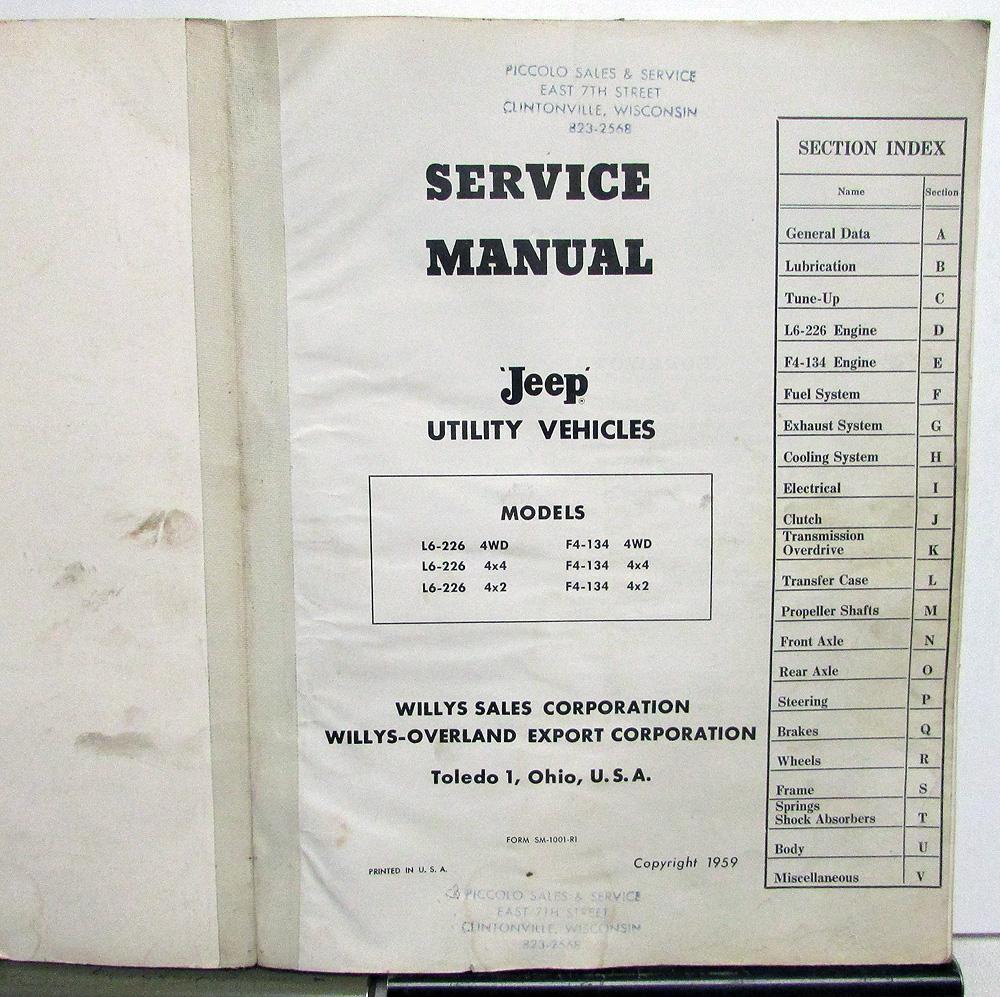 PICCOLO SALES & SERVICE
EAST 7TH STREET
CLINTONVILLE, WISCONSIN
823-2568
SERVICE
MANUAL
'Jeep'
UTILITY VEHICLES
MODELS
L6-226 4WD F4-134 4WD
L6-226 4x4 F4-134 4x4
L6-226 4x2 F4-134 4x2
WILLYS SALES CORPORATION
WILLYS-OVERLAND EXPORT CORPORATION
Toledo 1, Ohio, U.S.A.
FORM SM-1001-R1
PRINTED IN U. S. A.
Copyright 1959
PICCOLO SALES & SERVICE
EAST 7TH STREET
CLINTONVILLE, WISCONSIN
823-2568
SECTION INDEX
Name Section
General Data A
Lubrication B
Tune-Up C
L6-226 Engine D
F4-134 Engine E
Fuel System F
Exhaust System G
Cooling System H
Electrical I
Clutch J
Transmission
Overdrive K
Transfer Case L
Propeller Shafts M
Front Axle N
Rear Axle O
Steering P
Brakes Q
Wheels R
Frame S
Springs
Shock Absorbers T
Body U
Miscellaneous V